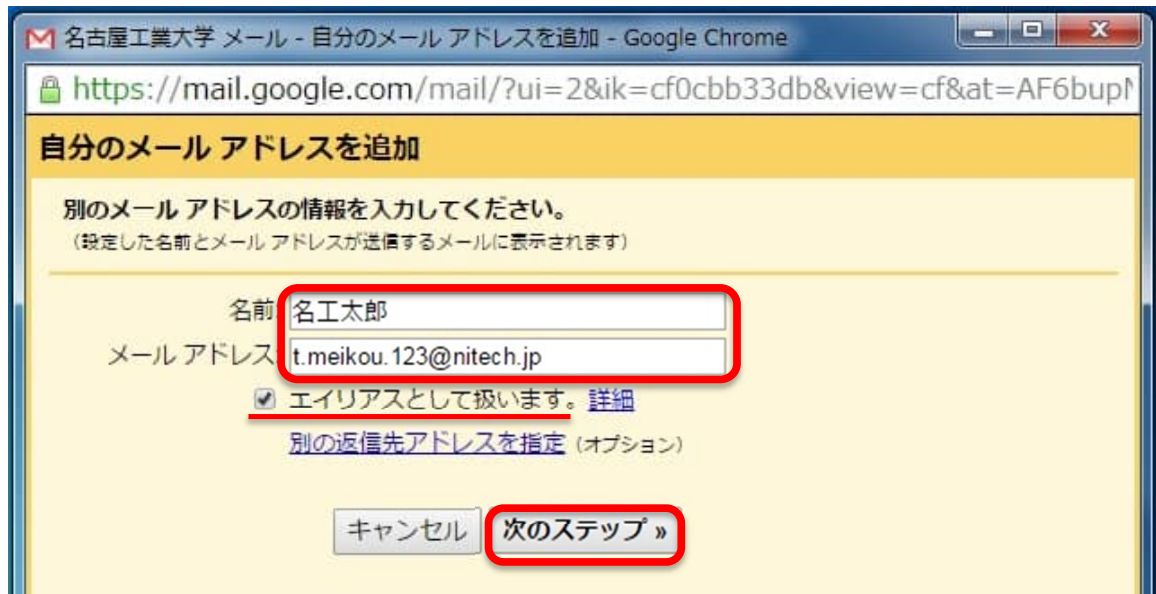 名古屋工業大学 メール - 自分のメール アドレスを追加 - Google Chrome
https://mail.google.com/mail/?ui=2&ik=cf0cbb33db&view=cf&at=AF6bupN
自分のメール アドレスを追加
別のメール アドレスの情報を入力してください。
（設定した名前とメール アドレスが送信するメールに表示されます）
名前: 名工太郎
メール アドレス: t.meikou.123@nitech.jp
エイリアスとして扱います。詳細
別の返信先アドレスを指定 (オプション)
キャンセル 次のステップ »